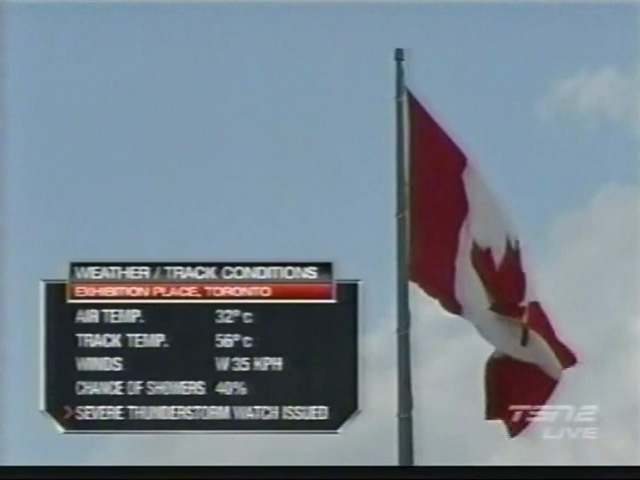 WEATHER / TRACK CONDITIONS
EXHIBITION PLACE, TORONTO
AIR TEMP. 32° C
TRACK TEMP. 56° C
WINDS W 35 KPH
CHANCE OF SHOWERS 40%
> SEVERE THUNDERSTORM WATCH ISSUED
LIVE